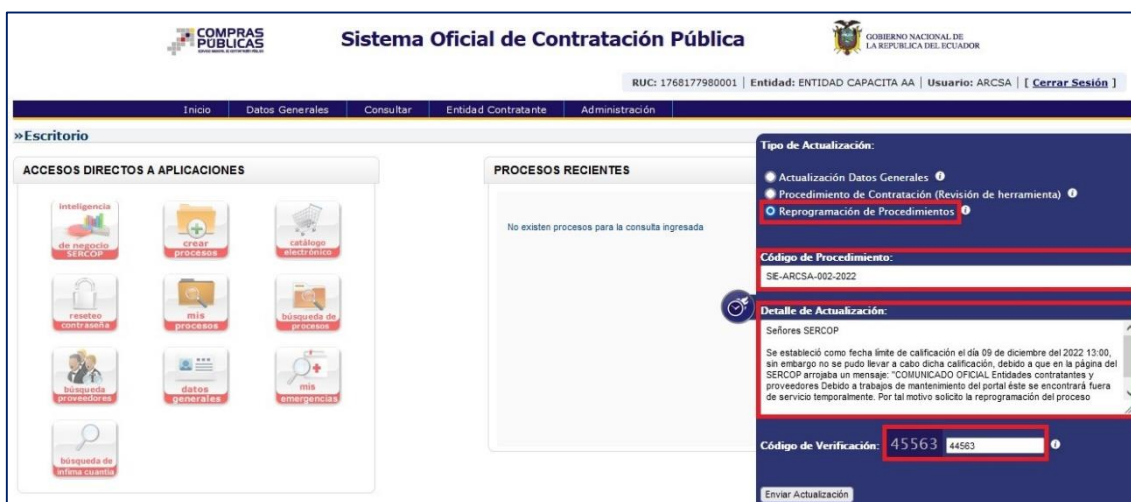 COMPRAS
PÚBLICAS
Sistema Oficial de Contratación Pública
GOBIERNO NACIONAL DE
LA REPUBLICA DEL ECUADOR
RUC: 1768177980001 | Entidad: ENTIDAD CAPACITA AA | Usuario: ARCSA | [ Cerrar Sesión ]
Inicio Datos Generales Consultar Entidad Contratante Administración
»Escritorio
ACCESOS DIRECTOS A APLICACIONES
inteligencia
de negocio
SERCOP
crear
procesos
catálogo
electrónico
reseteo
contraseña
mis
procesos
búsqueda de
procesos
búsqueda
proveedores
datos
generales
mis
emergencias
búsqueda de
ínfima cuantía
PROCESOS RECIENTES
No existen procesos para la consulta ingresada
Tipo de Actualización:
Actualización Datos Generales
Procedimiento de Contratación (Revisión de herramienta)
Reprogramación de Procedimientos
Código de Procedimiento:
SIE-ARCSA-002-2022
Detalle de Actualización:
Señores SERCOP
Se estableció como fecha límite de calificación el día 09 de diciembre del 2022 13:00,
sin embargo no se pudo llevar a cabo dicha calificación, debido a que en la página del
SERCOP arrojaba un mensaje: "COMUNICADO OFICIAL Entidades contratantes y
proveedores Debido a trabajos de mantenimiento del portal éste se encontrará fuera
de servicio temporalmente. Por tal motivo solicito la reprogramación del proceso
Código de Verificación: 45563 44563
Enviar Actualización